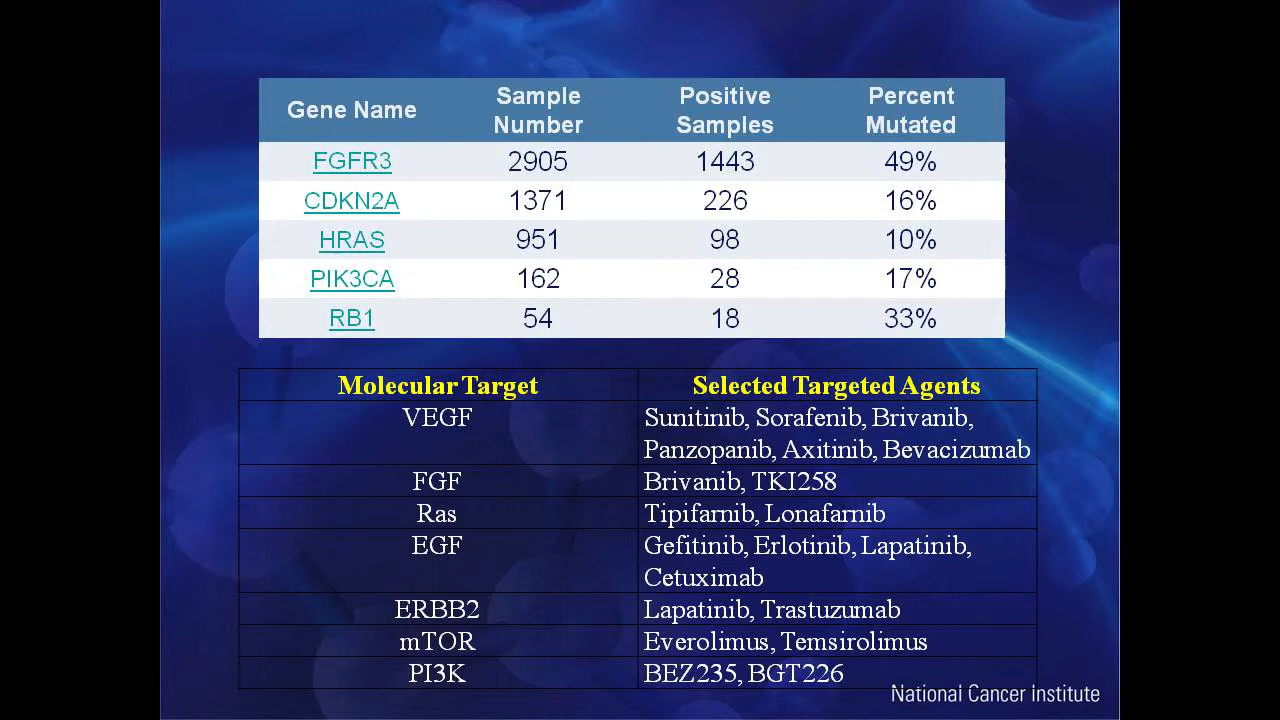 Gene Name Sample Number Positive Samples Percent Mutated
FGFR3 2905 1443 49%
CDKN2A 1371 226 16%
HRAS 951 98 10%
PIK3CA 162 28 17%
RB1 54 18 33%
Molecular Target Selected Targeted Agents
VEGF Sunitinib, Sorafenib, Brivanib,
Panzopanib, Axitinib, Bevacizumab
FGF Brivanib, TKI258
Ras Tipifarnib, Lonafarnib
EGF Gefitinib, Erlotinib, Lapatinib,
Cetuximab
ERBB2 Lapatinib, Trastuzumab
mTOR Everolimus, Temsirolimus
PI3K BEZ235, BGT226
National Cancer Institute